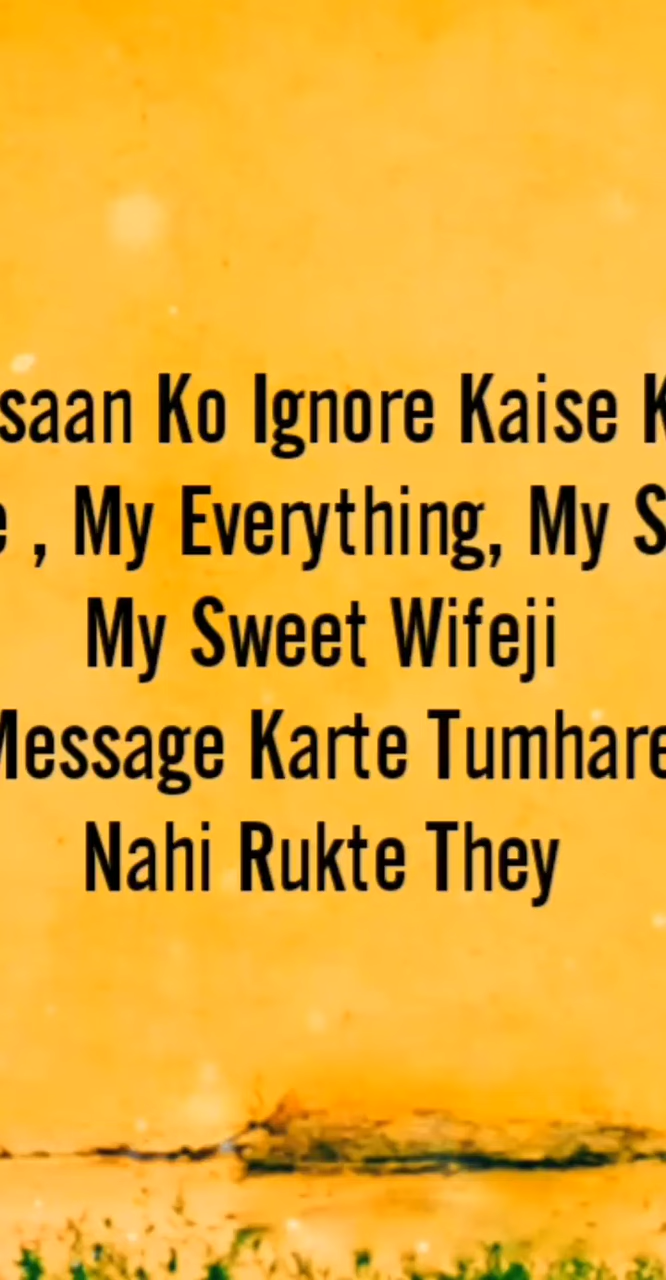 saan Ko Ignore Kaise K
e , My Everything, My S
My Sweet Wifeji
Message Karte Tumhare
Nahi Rukte They